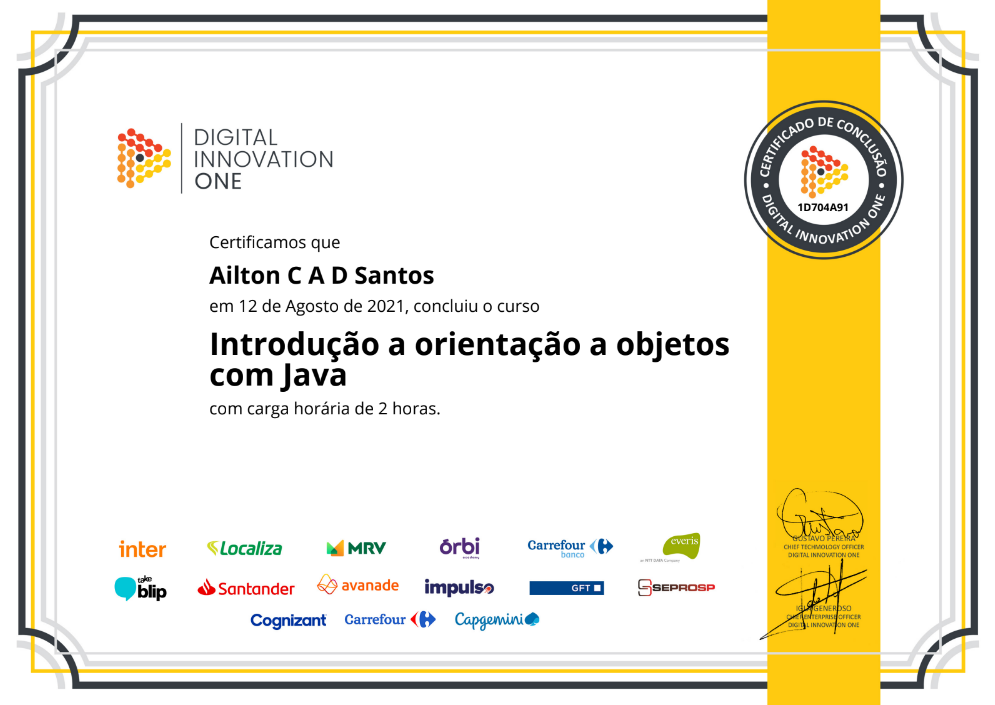 DIGITAL
INNOVATION
ONE
CERTIFICADO DE CONCLUSÃO
1D704A91
DIGITAL INNOVATION ONE
Certificamos que
Ailton C A D Santos
em 12 de Agosto de 2021, concluiu o curso
Introdução a orientação a objetos
com Java
com carga horária de 2 horas.
GUSTAVO PEREIRA
CHIEF TECHNOLOGY OFFICER
DIGITAL INNOVATION ONE
inter Localiza MRV órbi Carrefour banco everis
take blip Santander avanade impulso GFT SEPROSP
Cognizant Carrefour Capgemini
GENEROSO
ENTERPRISE OFFICER
DIGITAL INNOVATION ONE